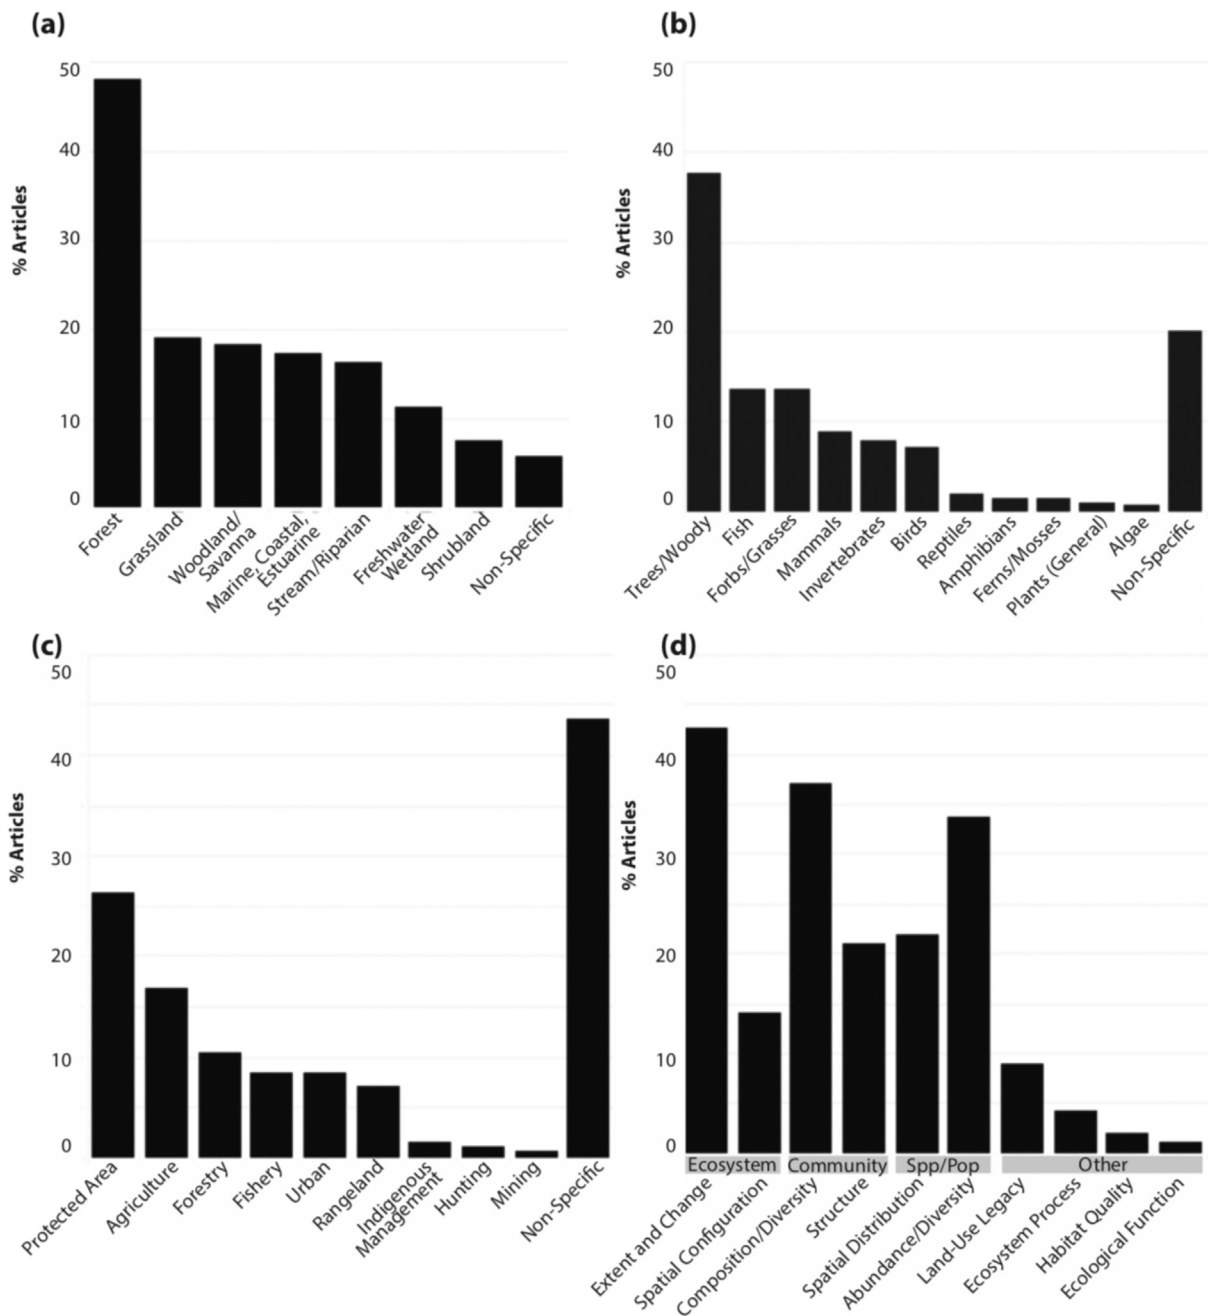 (a)
% Articles
50
40
30
20
10
0
Forest
Grassland
Woodland/
Savanna
Marine, Coastal,
Estuarine
Stream/Riparian
Freshwater
Wetland
Shrubland
Non-Specific
(b)
% Articles
50
40
30
20
10
0
Trees/Woody
Fish
Forbs/Grasses
Mammals
Invertebrates
Birds
Reptiles
Amphibians
Ferns/Mosses
Plants (General)
Algae
Non-Specific
(c)
% Articles
50
40
30
20
10
0
Protected Area
Agriculture
Forestry
Fishery
Urban
Rangeland
Indigenous
Management
Hunting
Mining
Non-Specific
(d)
% Articles
50
40
30
20
10
0
Ecosystem
Community
Spp/Pop
Other
Extent and Change
Spatial Configuration
Composition/Diversity
Structure
Spatial Distribution
Abundance/Diversity
Land-Use Legacy
Ecosystem Process
Habitat Quality
Ecological Function